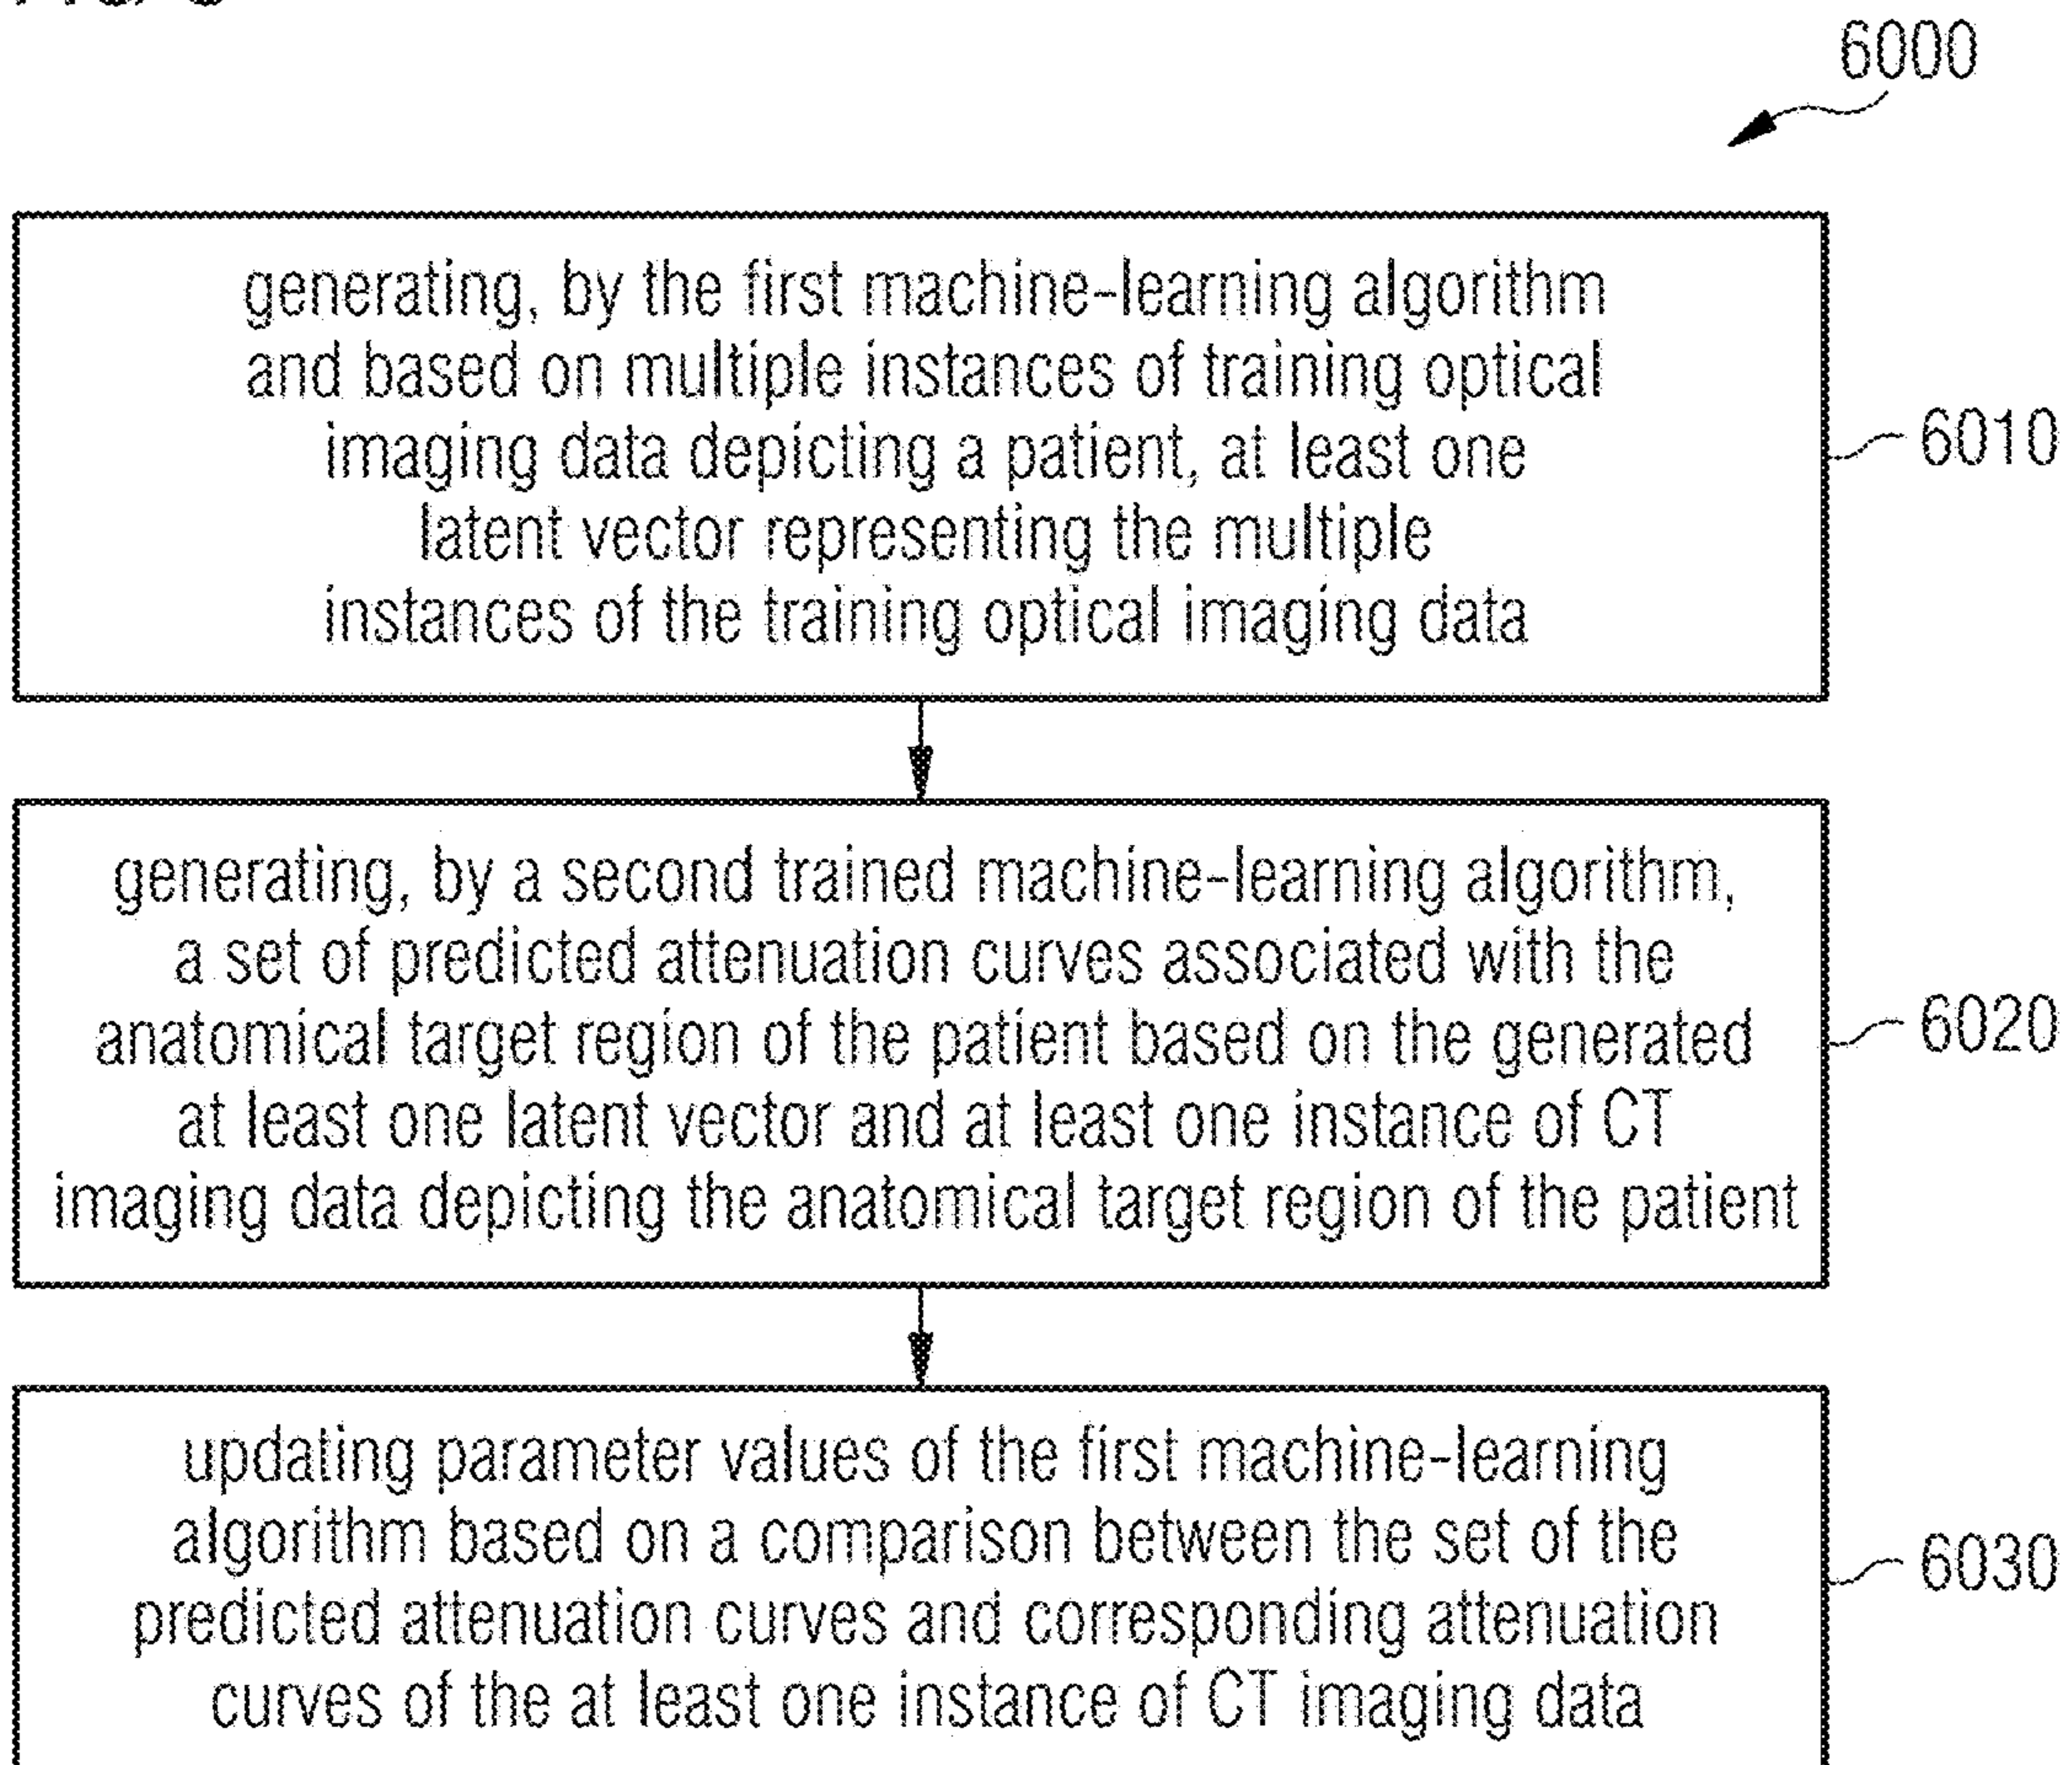 6000
generating, by the first machine-learning algorithm
and based on multiple instances of training optical
imaging data depicting a patient, at least one
latent vector representing the multiple
instances of the training optical imaging data
6010
generating, by a second trained machine-learning algorithm,
a set of predicted attenuation curves associated with the
anatomical target region of the patient based on the generated
at least one latent vector and at least one instance of CT
imaging data depicting the anatomical target region of the patient
6020
updating parameter values of the first machine-learning
algorithm based on a comparison between the set of the
predicted attenuation curves and corresponding attenuation
curves of the at least one instance of CT imaging data
6030